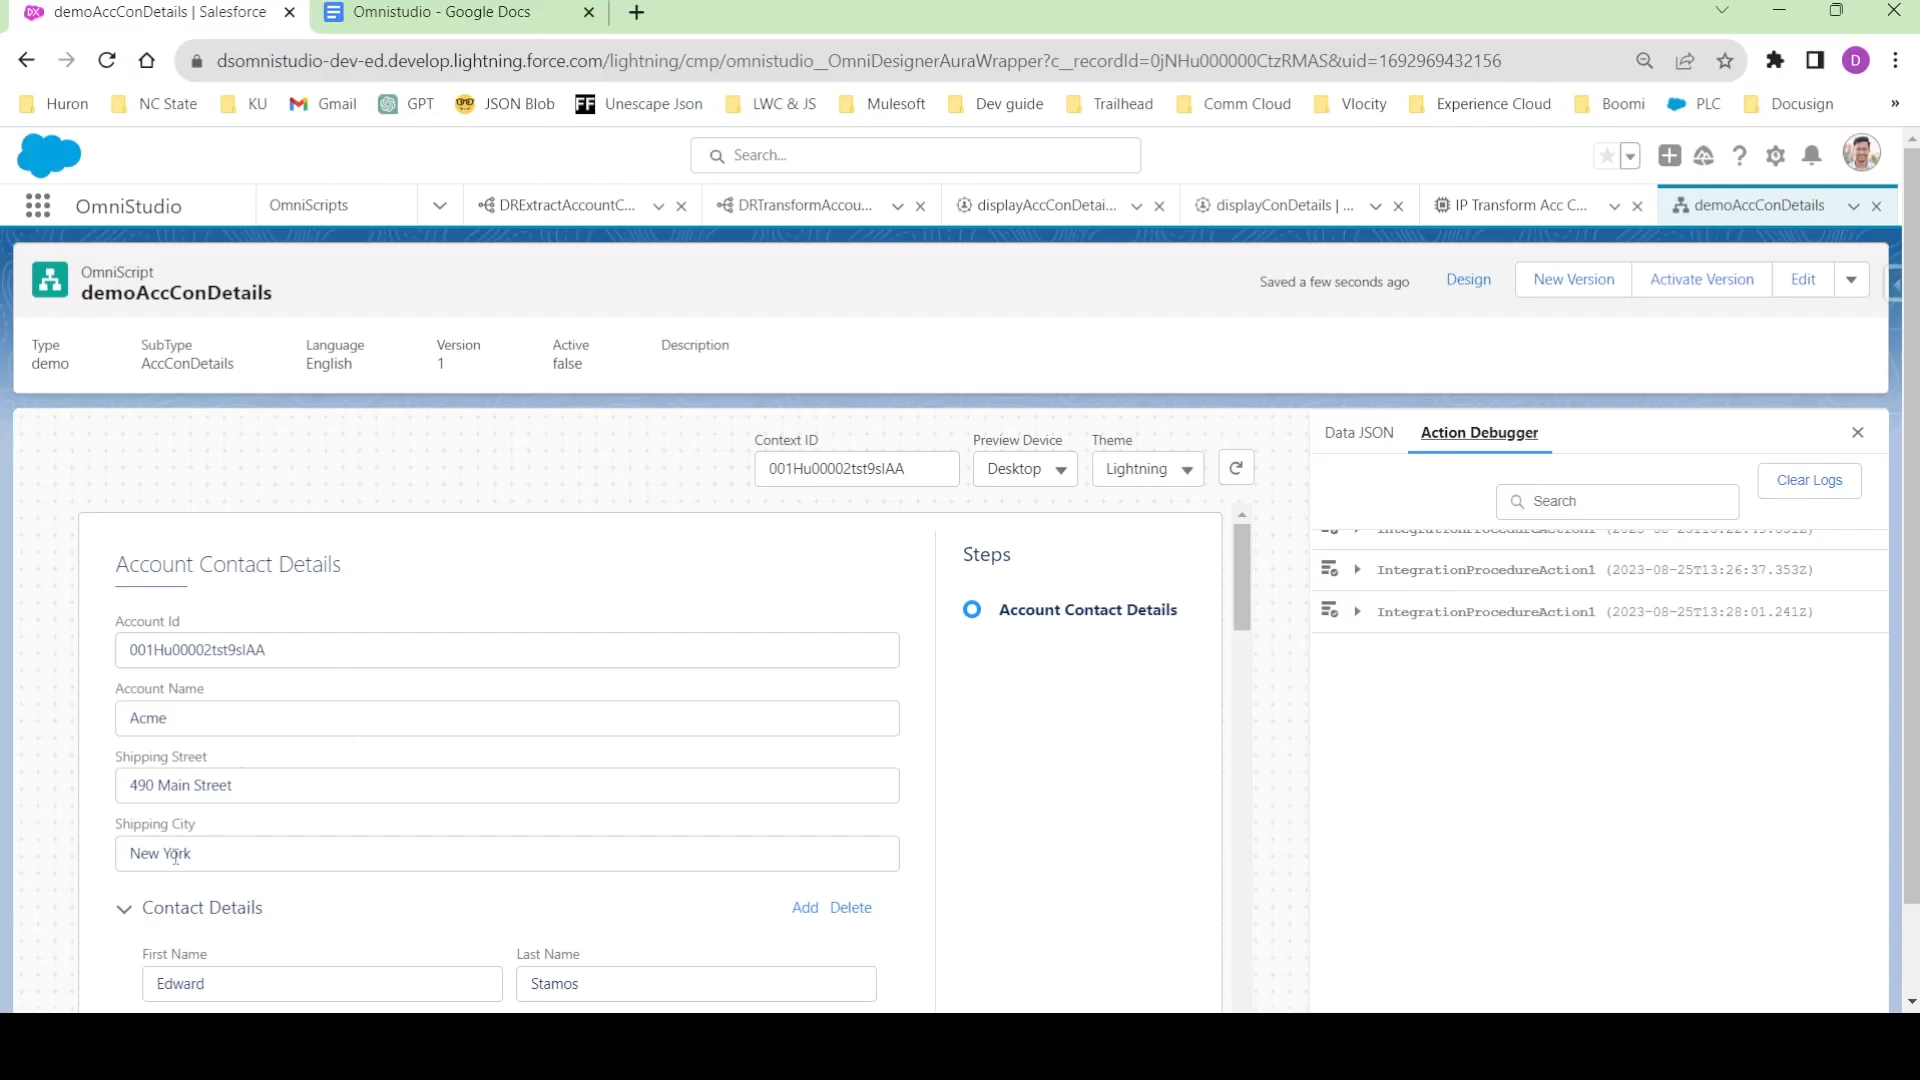 demoAccConDetails | Salesforce
Omnistudio - Google Docs
dsomnistudio-dev-ed.develop.lightning.force.com/lightning/cmp/omnistudio__OmniDesignerAuraWrapper?c__recordId=0jNHu000000CtzRMAS&uid=1692969432156
D
Huron NC State KU Gmail GPT JSON Blob FF Unescape Json LWC & JS Mulesoft Dev guide Trailhead Comm Cloud Vlocity Experience Cloud Boomi PLC Docusign »
Search...
OmniStudio
OmniScripts
DRExtractAccountC...
DRTransformAccou...
displayAccConDetai...
displayConDetails | ...
IP Transform Acc C...
demoAccConDetails
OmniScript
demoAccConDetails
Saved a few seconds ago
Design
New Version
Activate Version
Edit
Type SubType Language Version Active Description
demo AccConDetails English 1 false
Context ID Preview Device Theme
001Hu00002tst9sIAA Desktop Lightning
Data JSON Action Debugger
Clear Logs
Search
IntegrationProcedureAction1 (2023-08-25T13:26:37.353Z)
IntegrationProcedureAction1 (2023-08-25T13:28:01.241Z)
Account Contact Details
Account Id
001Hu00002tst9sIAA
Account Name
Acme
Shipping Street
490 Main Street
Shipping City
New York
Contact Details
Add Delete
First Name Last Name
Edward Stamos
Steps
Account Contact Details